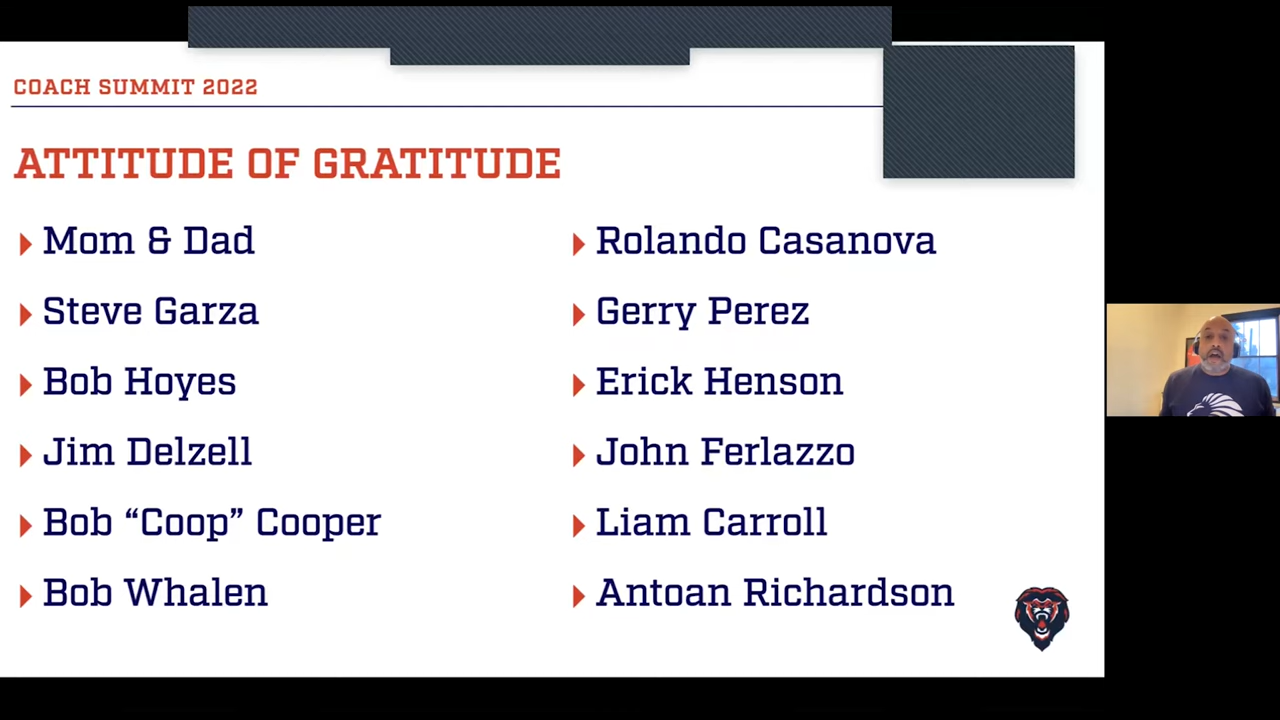 COACH SUMMIT 2022
ATTITUDE OF GRATITUDE
Mom & Dad
Steve Garza
Bob Hoyes
Jim Delzell
Bob “Coop” Cooper
Bob Whalen
Rolando Casanova
Gerry Perez
Erick Henson
John Ferlazzo
Liam Carroll
Antoan Richardson